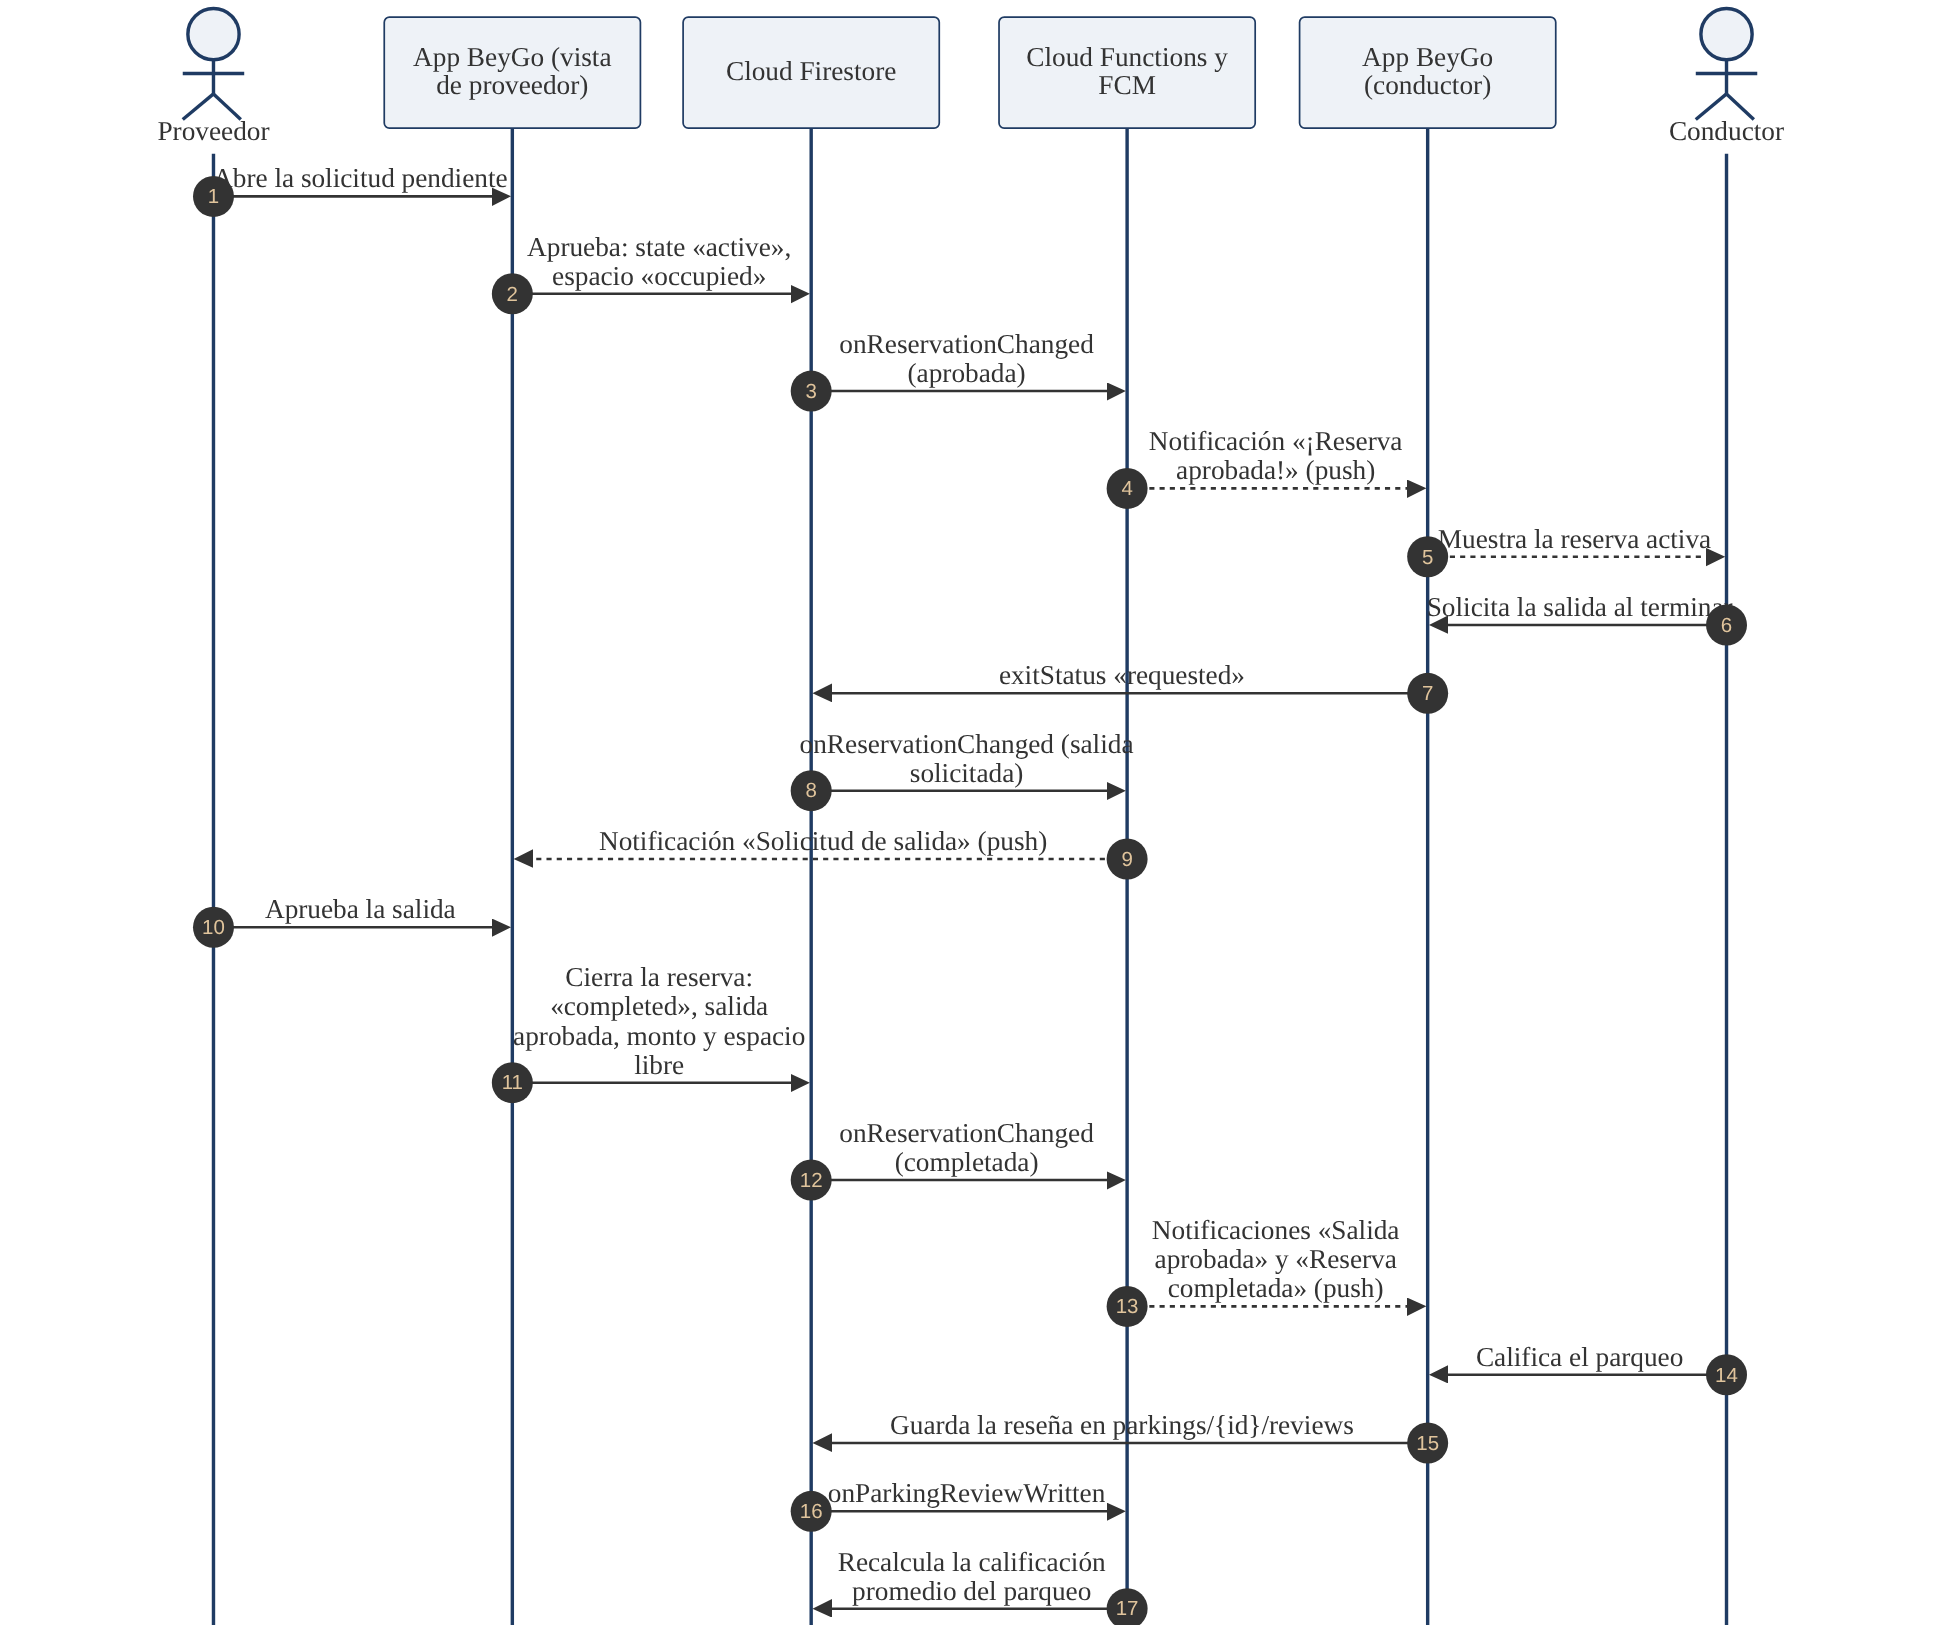 Proveedor
App BeyGo (vista
de proveedor)
Cloud Firestore
Cloud Functions y
FCM
App BeyGo
(conductor)
Conductor
Abre la solicitud pendiente
1
Aprueba: state «active»,
espacio «occupied»
2
onReservationChanged
(aprobada)
3
Notificación «¡Reserva
aprobada!» (push)
4
Muestra la reserva activa
5
Solicita la salida al terminar
6
exitStatus «requested»
7
onReservationChanged (salida
solicitada)
8
Notificación «Solicitud de salida» (push)
9
Aprueba la salida
10
Cierra la reserva:
«completed», salida
aprobada, monto y espacio
libre
11
onReservationChanged
(completada)
12
Notificaciones «Salida
aprobada» y «Reserva
completada» (push)
13
Califica el parqueo
14
Guarda la reseña en parkings/{id}/reviews
15
onParkingReviewWritten
16
Recalcula la calificación
promedio del parqueo
17